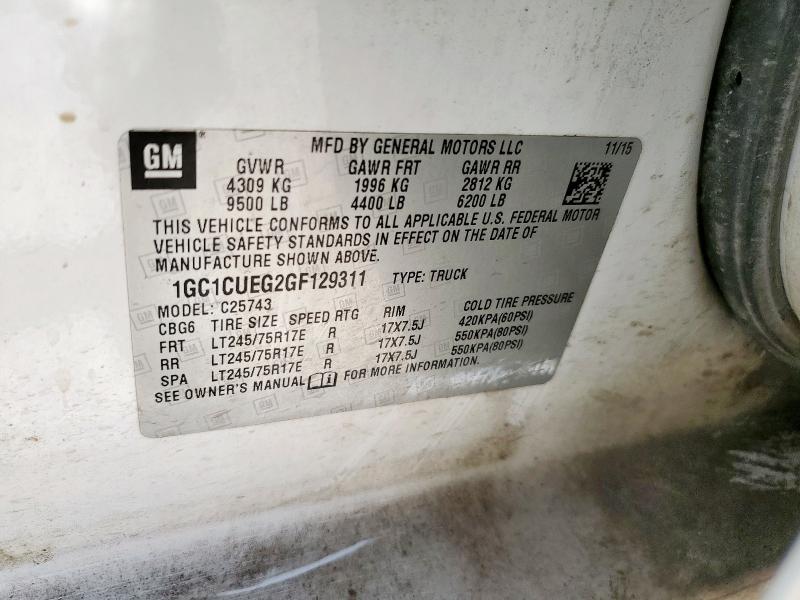 GM
MFD BY GENERAL MOTORS LLC 11/15
GVWR GAWR FRT GAWR RR
4309 KG 1996 KG 2812 KG
9500 LB 4400 LB 6200 LB
THIS VEHICLE CONFORMS TO ALL APPLICABLE U.S. FEDERAL MOTOR
VEHICLE SAFETY STANDARDS IN EFFECT ON THE DATE OF
MANUFACTURE SHOWN ABOVE.
1GC1CUEG2GF129311 TYPE: TRUCK
MODEL: C25743
CBG6 TIRE SIZE SPEED RTG RIM COLD TIRE PRESSURE
FRT LT245/75R17E R 17X7.5J 420KPA(60PSI)
RR LT245/75R17E R 17X7.5J 550KPA(80PSI)
SPA LT245/75R17E R 17X7.5J 550KPA(80PSI)
SEE OWNER'S MANUAL FOR MORE INFORMATION.